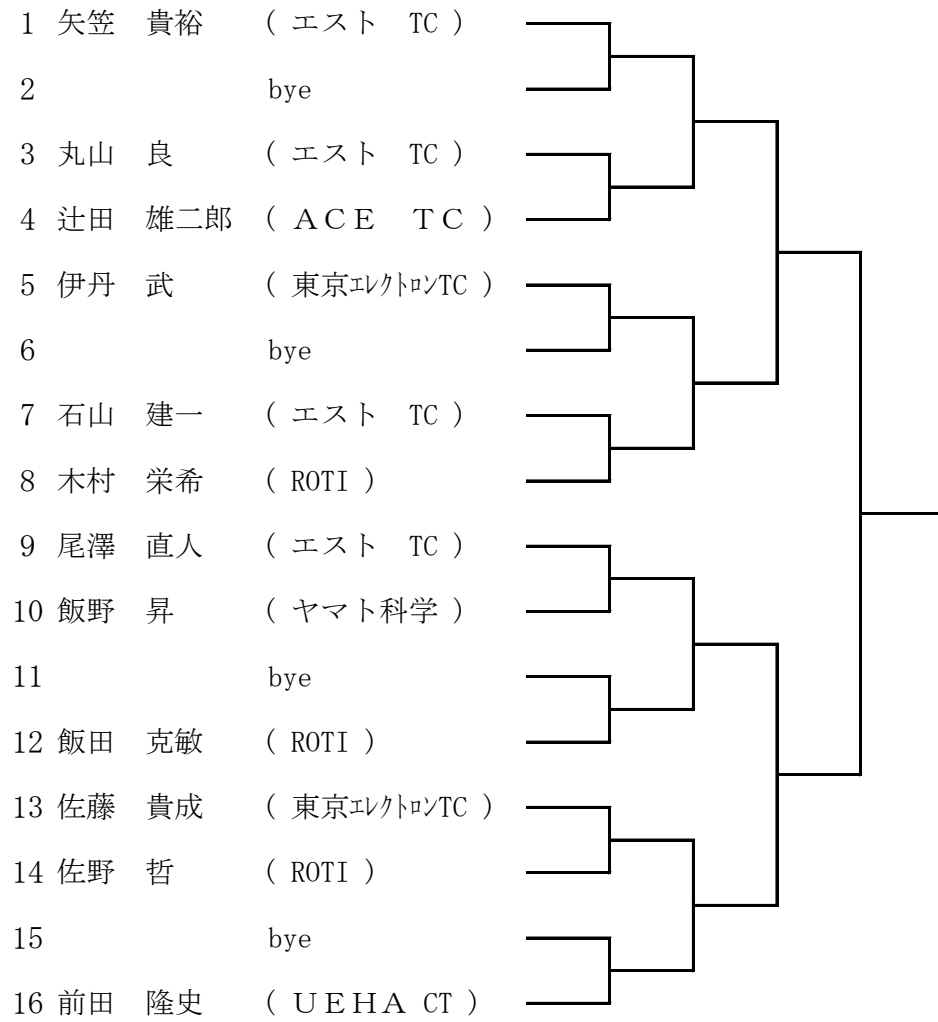 1 矢笠 貴裕 ( エスト TC )
2 bye
3 丸山 良 ( エスト TC )
4 辻田 雄二郎 ( ＡＣＥ ＴＣ )
5 伊丹 武 ( 東京ｴﾚｸﾄﾛﾝTC )
6 bye
7 石山 建一 ( エスト TC )
8 木村 栄希 ( ROTI )
9 尾澤 直人 ( エスト TC )
10 飯野 昇 ( ヤマト科学 )
11 bye
12 飯田 克敏 ( ROTI )
13 佐藤 貴成 ( 東京ｴﾚｸﾄﾛﾝTC )
14 佐野 哲 ( ROTI )
15 bye
16 前田 隆史 ( ＵＥＨＡ CT )